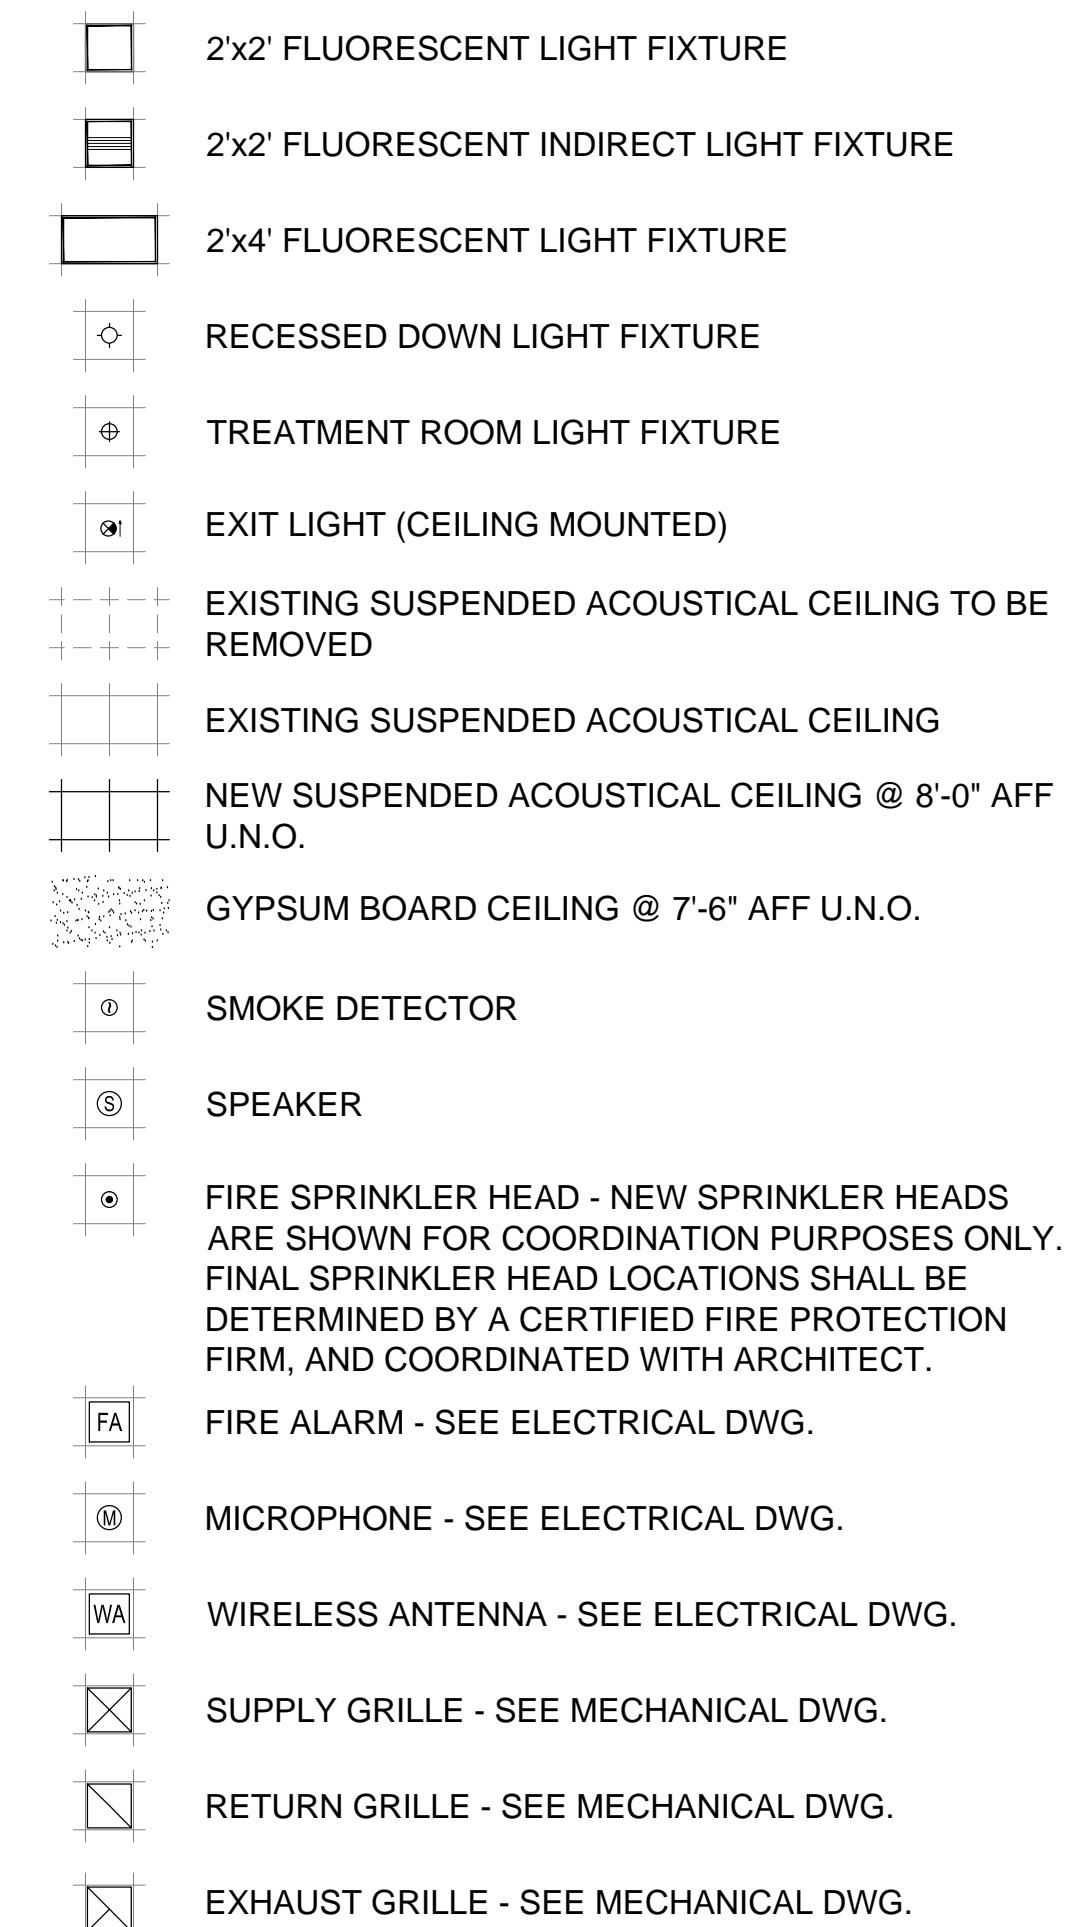 2'x2' FLUORESCENT LIGHT FIXTURE
2'x2' FLUORESCENT INDIRECT LIGHT FIXTURE
2'x4' FLUORESCENT LIGHT FIXTURE
RECESSED DOWN LIGHT FIXTURE
TREATMENT ROOM LIGHT FIXTURE
EXIT LIGHT (CEILING MOUNTED)
EXISTING SUSPENDED ACOUSTICAL CEILING TO BE
REMOVED
EXISTING SUSPENDED ACOUSTICAL CEILING
NEW SUSPENDED ACOUSTICAL CEILING @ 8'-0" AFF
U.N.O.
GYPSUM BOARD CEILING @ 7'-6" AFF U.N.O.
SMOKE DETECTOR
S SPEAKER
FIRE SPRINKLER HEAD - NEW SPRINKLER HEADS
ARE SHOWN FOR COORDINATION PURPOSES ONLY.
FINAL SPRINKLER HEAD LOCATIONS SHALL BE
DETERMINED BY A CERTIFIED FIRE PROTECTION
FIRM, AND COORDINATED WITH ARCHITECT.
FA FIRE ALARM - SEE ELECTRICAL DWG.
M MICROPHONE - SEE ELECTRICAL DWG.
WA WIRELESS ANTENNA - SEE ELECTRICAL DWG.
SUPPLY GRILLE - SEE MECHANICAL DWG.
RETURN GRILLE - SEE MECHANICAL DWG.
EXHAUST GRILLE - SEE MECHANICAL DWG.